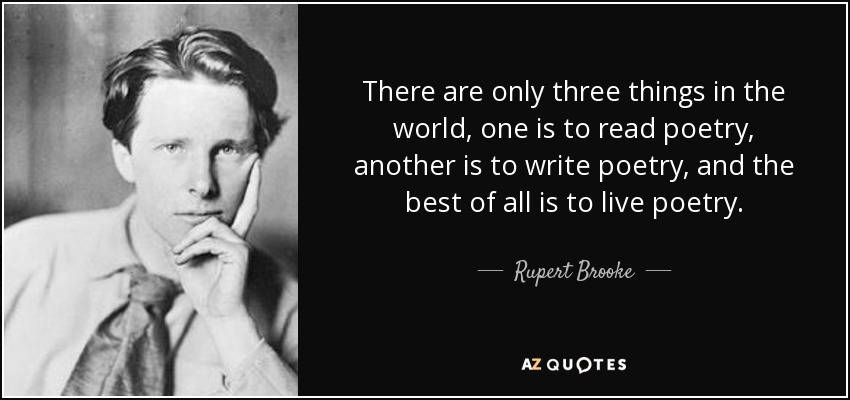 There are only three things in the
world, one is to read poetry,
another is to write poetry, and the
best of all is to live poetry.
Rupert Brooke
AZ QUOTES